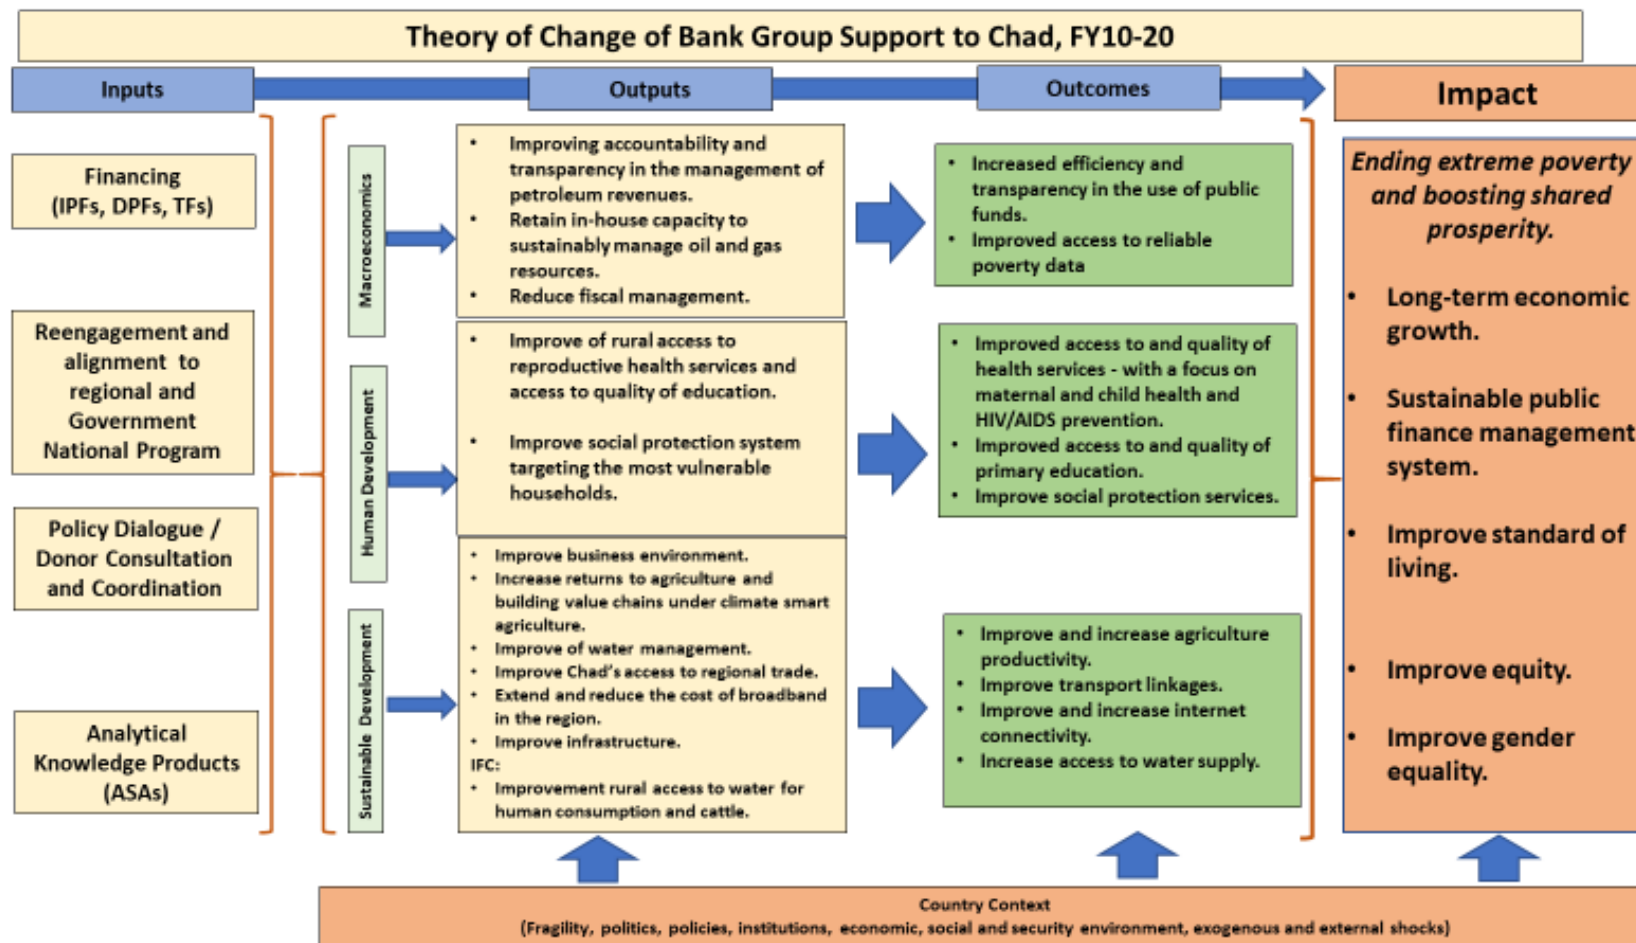 Theory of Change of Bank Group Support to Chad, FY10-20
Inputs
Outputs
Outcomes
Impact
Financing
(IPFs, DPFs, TFs)
Reengagement and
alignment to
regional and
Government
National Program
Policy Dialogue /
Donor Consultation
and Coordination
Analytical
Knowledge Products
(ASAs)
Macroeconomics
• Improving accountability and
transparency in the management of
petroleum revenues.
• Retain in-house capacity to
sustainably manage oil and gas
resources.
• Reduce fiscal management.
• Increased efficiency and
transparency in the use of public
funds.
• Improved access to reliable
poverty data
Human Development
• Improve of rural access to
reproductive health services and
access to quality of education.
• Improve social protection system
targeting the most vulnerable
households.
• Improved access to and quality of
health services - with a focus on
maternal and child health and
HIV/AIDS prevention.
• Improved access to and quality of
primary education.
• Improve social protection services.
Sustainable Development
• Improve business environment.
• Increase returns to agriculture and
building value chains under climate smart
agriculture.
• Improve of water management.
• Improve Chad's access to regional trade.
• Extend and reduce the cost of broadband
in the region.
• Improve infrastructure.
IFC:
• Improvement rural access to water for
human consumption and cattle.
• Improve and increase agriculture
productivity.
• Improve transport linkages.
• Improve and increase internet
connectivity.
• Increase access to water supply.
Ending extreme poverty
and boosting shared
prosperity.
• Long-term economic
growth.
• Sustainable public
finance management
system.
• Improve standard of
living.
• Improve equity.
• Improve gender
equality.
Country Context
(Fragility, politics, policies, institutions, economic, social and security environment, exogenous and external shocks)